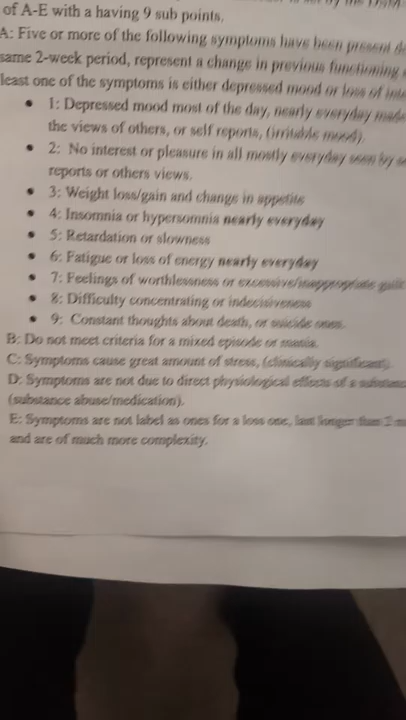 of A-E with a having 9 sub points.
A: Five or more of the following symptoms have been present
same 2-week period, represent a change in previous functioning
least one of the symptoms is either depressed mood or loss of
• 1: Depressed mood most of the day, nearly everyday made
the views of others, or self reports, (irritable mood).
• 2: No interest or pleasure in all mostly everyday seen by
reports or others views.
• 3: Weight loss/gain and change in appetite
• 4: Insomnia or hypersomnia nearly everyday
• 5: Retardation or slowness
• 6: Fatigue or loss of energy nearly everyday
• 7: Feelings of worthlessness or excessive/inappropriate guilt
• 8: Difficulty concentrating or indecisiveness
• 9: Constant thoughts about death, or suicide ones.
B: Do not meet criteria for a mixed episode or mania.
C: Symptoms cause great amount of stress, (clinically significant).
D: Symptoms are not due to direct physiological effects of a
(substance abuse/medication).
E: Symptoms are not label as ones for a loss one, last longer than 2
and are of much more complexity.